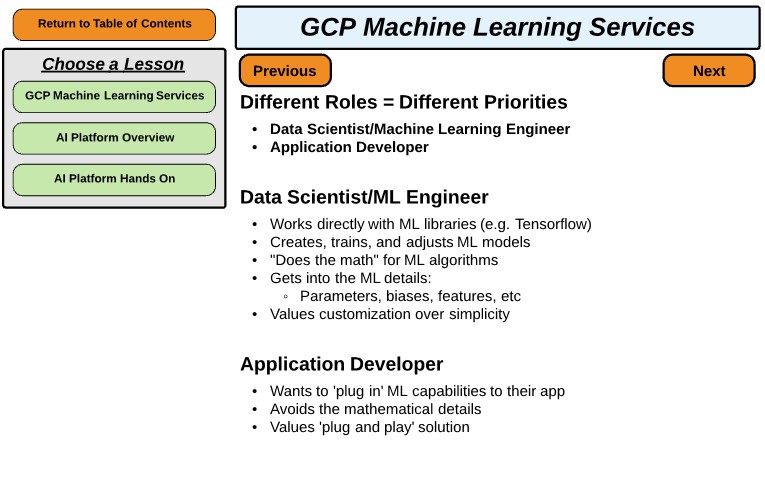 Return to Table of Contents
GCP Machine Learning Services
Choose a Lesson
GCP Machine Learning Services
AI Platform Overview
AI Platform Hands On
Previous
Next
Different Roles = Different Priorities
• Data Scientist/Machine Learning Engineer
• Application Developer
Data Scientist/ML Engineer
• Works directly with ML libraries (e.g. Tensorflow)
• Creates, trains, and adjusts ML models
• "Does the math" for ML algorithms
• Gets into the ML details:
◦ Parameters, biases, features, etc
• Values customization over simplicity
Application Developer
• Wants to 'plug in' ML capabilities to their app
• Avoids the mathematical details
• Values 'plug and play' solution